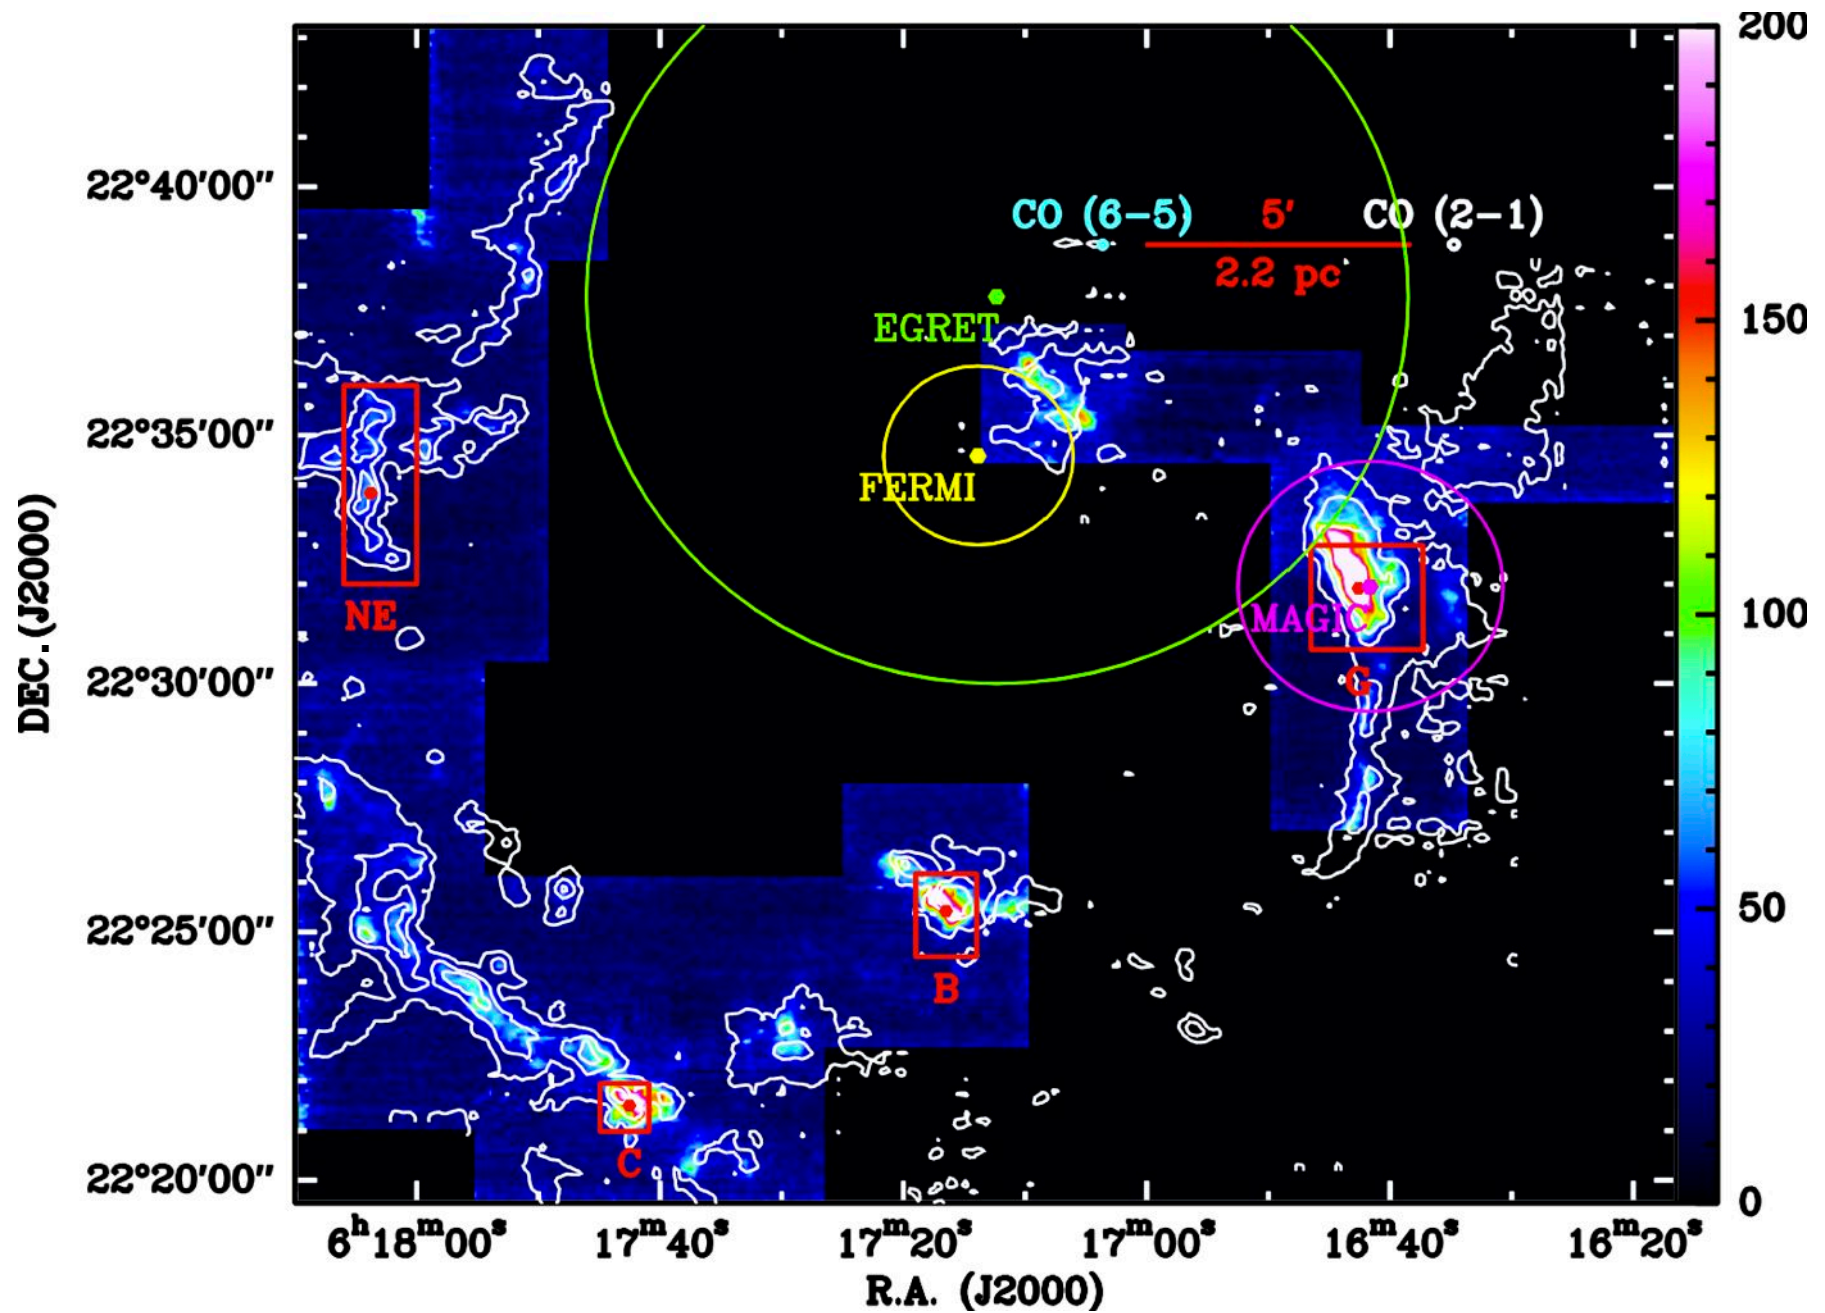 200
22°40′00″
CO (6−5) 5′ CO (2−1)
2.2 pc
150
EGRET
22°35′00″
FERMI
NE
MAGIC
100
22°30′00″
G
DEC.(J2000)
50
22°25′00″
B
C
22°20′00″
0
6ʰ18ᵐ00ˢ 17ᵐ40ˢ 17ᵐ20ˢ 17ᵐ00ˢ 16ᵐ40ˢ 16ᵐ20ˢ
R.A. (J2000)